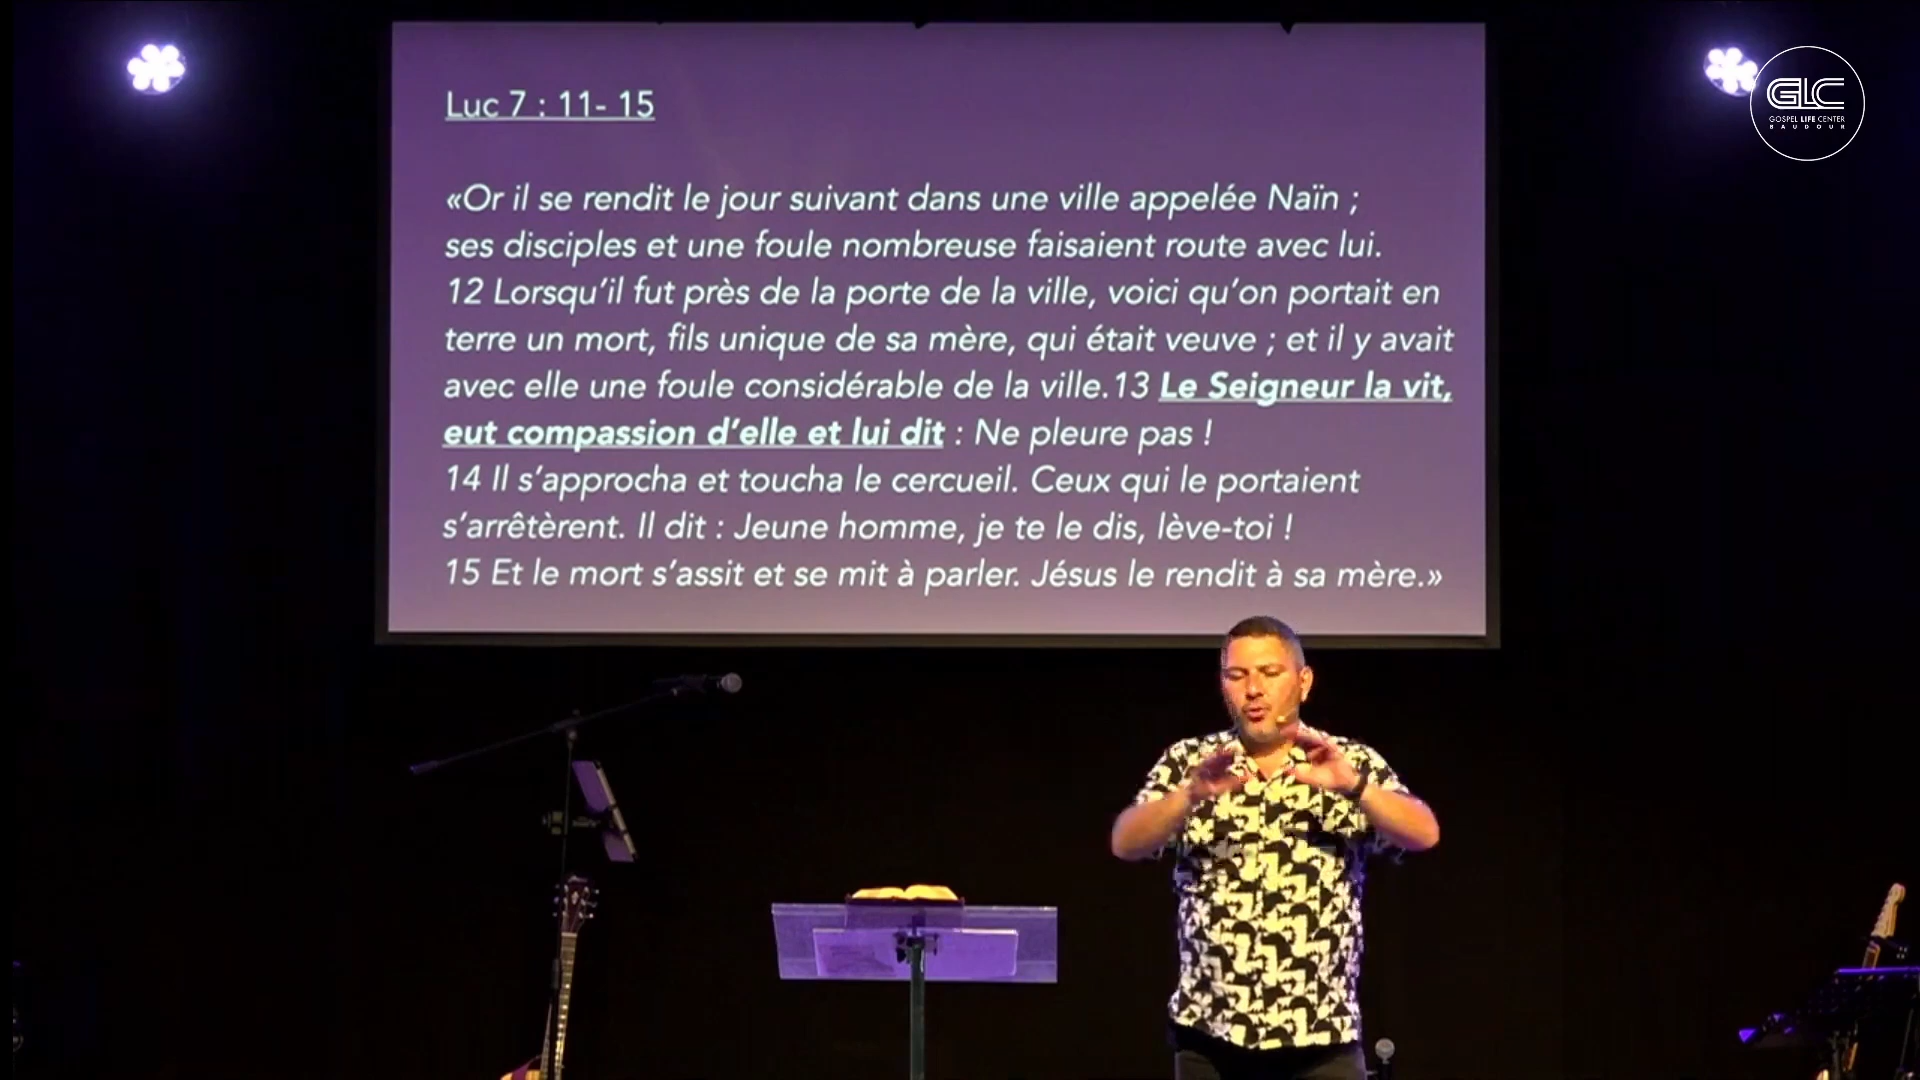 Luc 7 : 11- 15
«Or il se rendit le jour suivant dans une ville appelée Naïn ;
ses disciples et une foule nombreuse faisaient route avec lui.
12 Lorsqu’il fut près de la porte de la ville, voici qu’on portait en
terre un mort, fils unique de sa mère, qui était veuve ; et il y avait
avec elle une foule considérable de la ville.13 Le Seigneur la vit,
eut compassion d’elle et lui dit : Ne pleure pas !
14 Il s’approcha et toucha le cercueil. Ceux qui le portaient
s’arrêtèrent. Il dit : Jeune homme, je te le dis, lève-toi !
15 Et le mort s’assit et se mit à parler. Jésus le rendit à sa mère.»
GLC
GOSPEL LIFE CENTER
BAUDOUR